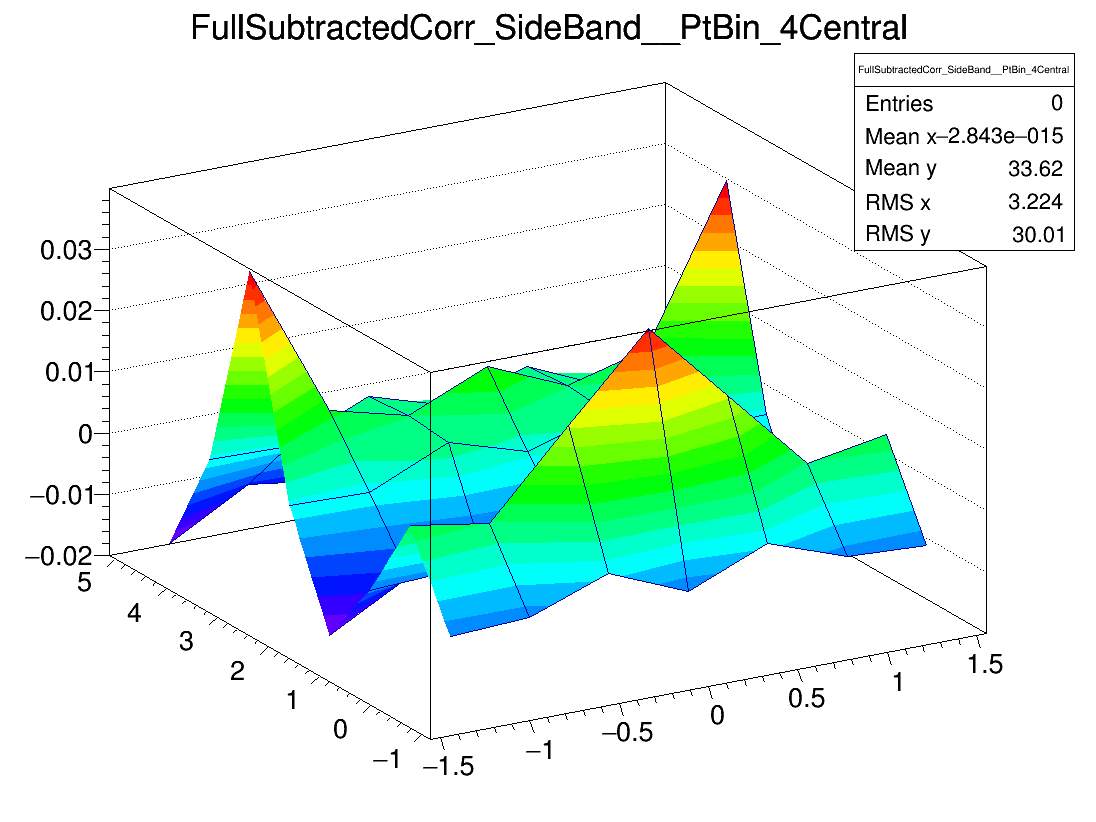 FullSubtractedCorr_SideBand__PtBin_4Central
FullSubtractedCorr_SideBand__PtBin_4Central
Entries 0
Mean x −2.843e−015
Mean y 33.62
RMS x 3.224
RMS y 30.01
0.03
0.02
0.01
0
−0.01
−0.02
5
4
3
2
1
0
−1
−1.5
−1
−0.5
0
0.5
1
1.5